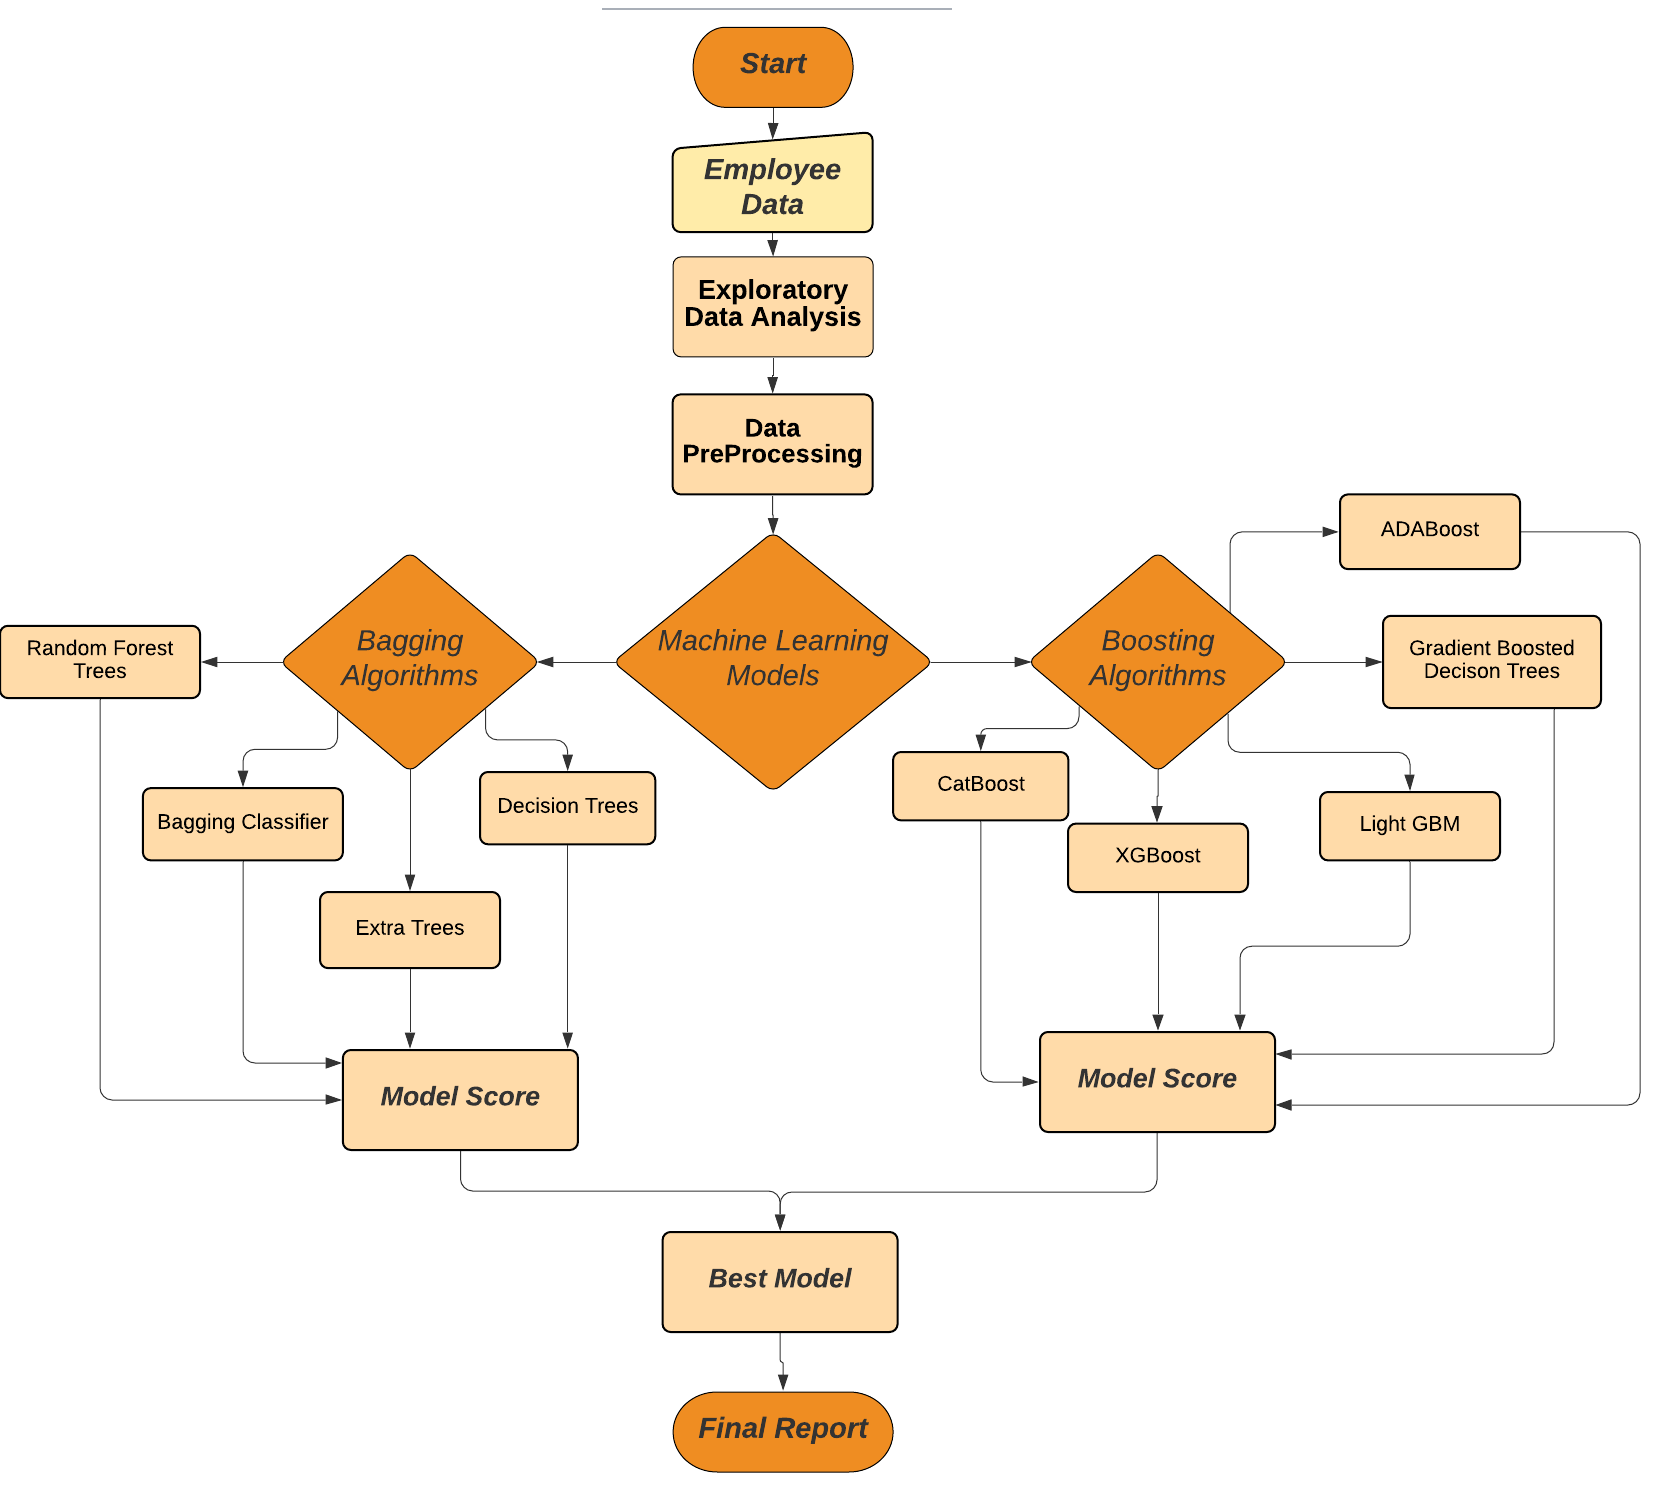 Start
Employee
Data
Exploratory
Data Analysis
Data
PreProcessing
ADABoost
Random Forest
Trees
Bagging
Algorithms
Machine Learning
Models
Boosting
Algorithms
Gradient Boosted
Decison Trees
Bagging Classifier
Decision Trees
CatBoost
XGBoost
Light GBM
Extra Trees
Model Score
Model Score
Best Model
Final Report